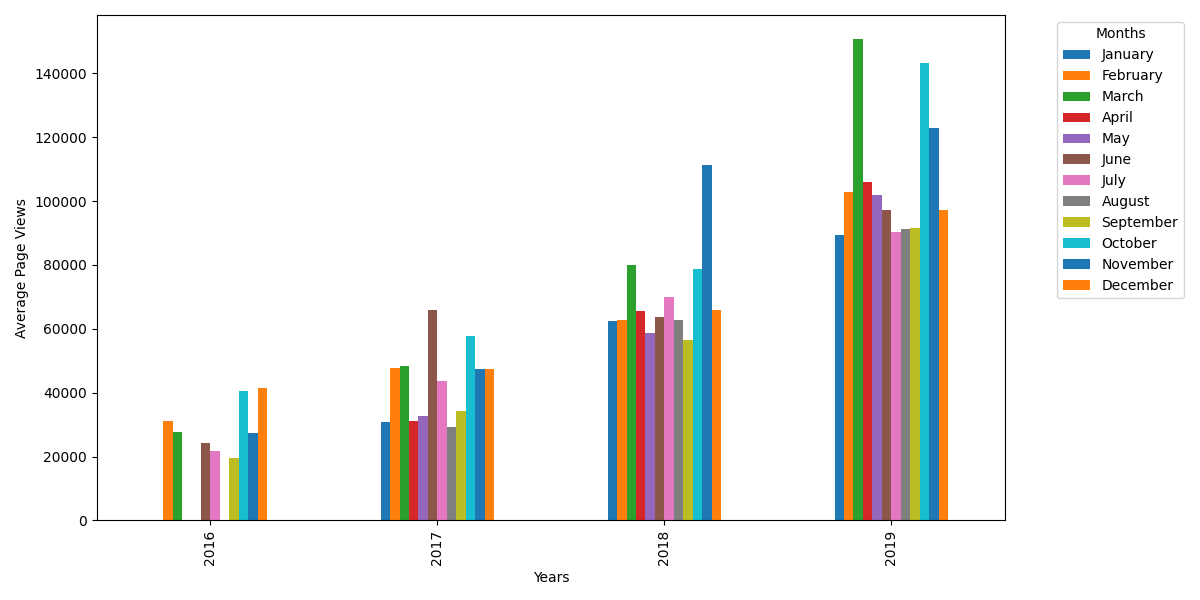 140000
120000
100000
80000
60000
40000
20000
0
Average Page Views
2016
2017
2018
2019
Years
Months
January
February
March
April
May
June
July
August
September
October
November
December